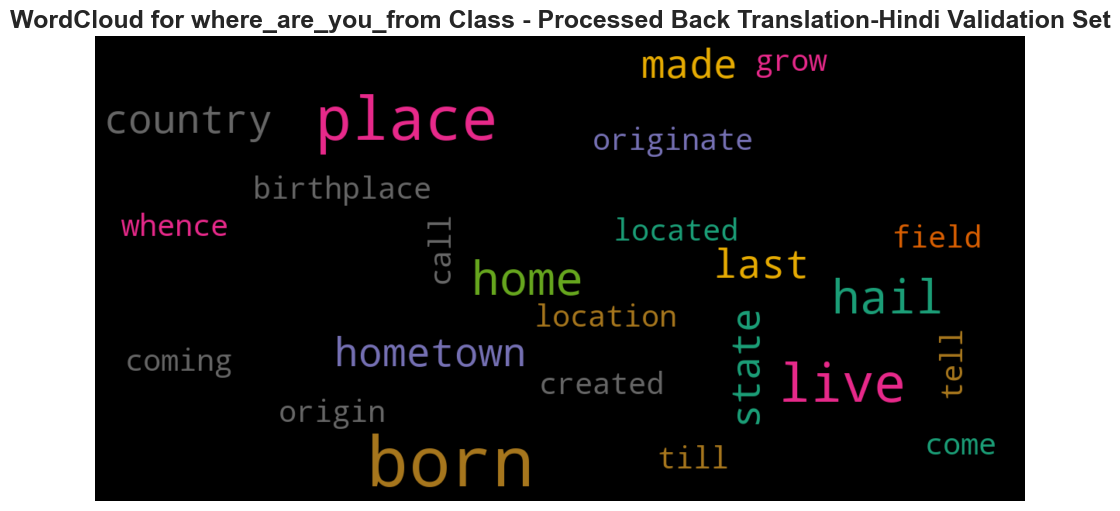 WordCloud for where_are_you_from Class - Processed Back Translation-Hindi Validation Set
made
grow
country
place
originate
birthplace
whence
call
located
field
last
home
hail
location
state
hometown
coming
tell
live
created
origin
born
till
come